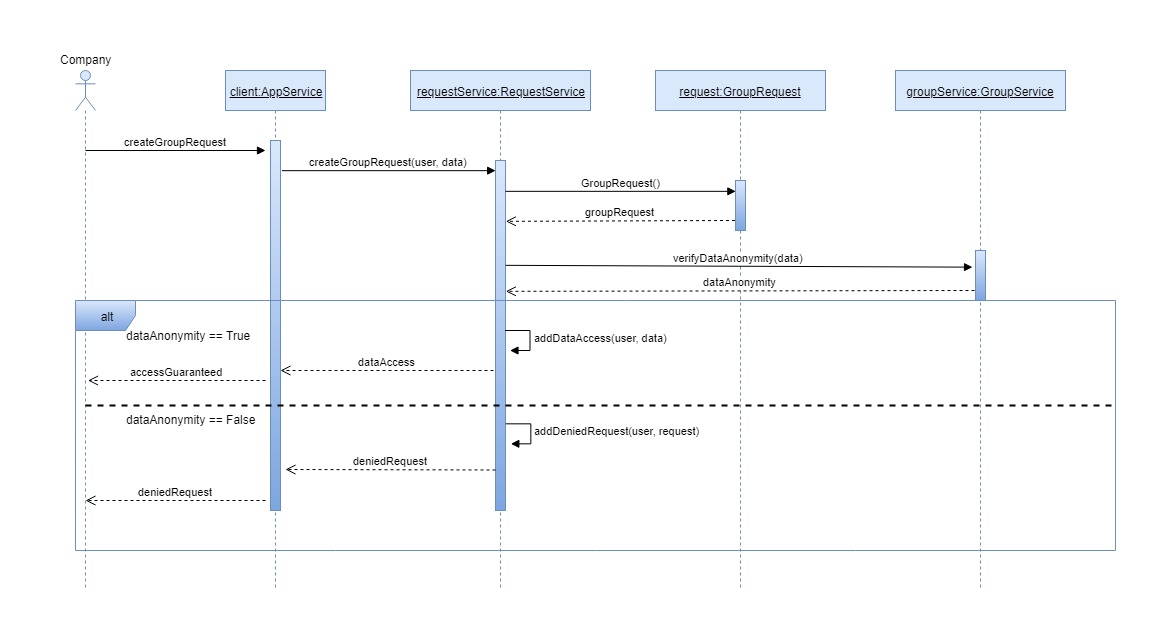 Company
client:AppService
requestService:RequestService
request:GroupRequest
groupService:GroupService
createGroupRequest
createGroupRequest(user, data)
GroupRequest()
groupRequest
verifyDataAnonymity(data)
dataAnonymity
alt
dataAnonymity == True
addDataAccess(user, data)
dataAccess
accessGuaranteed
dataAnonymity == False
addDeniedRequest(user, request)
deniedRequest
deniedRequest